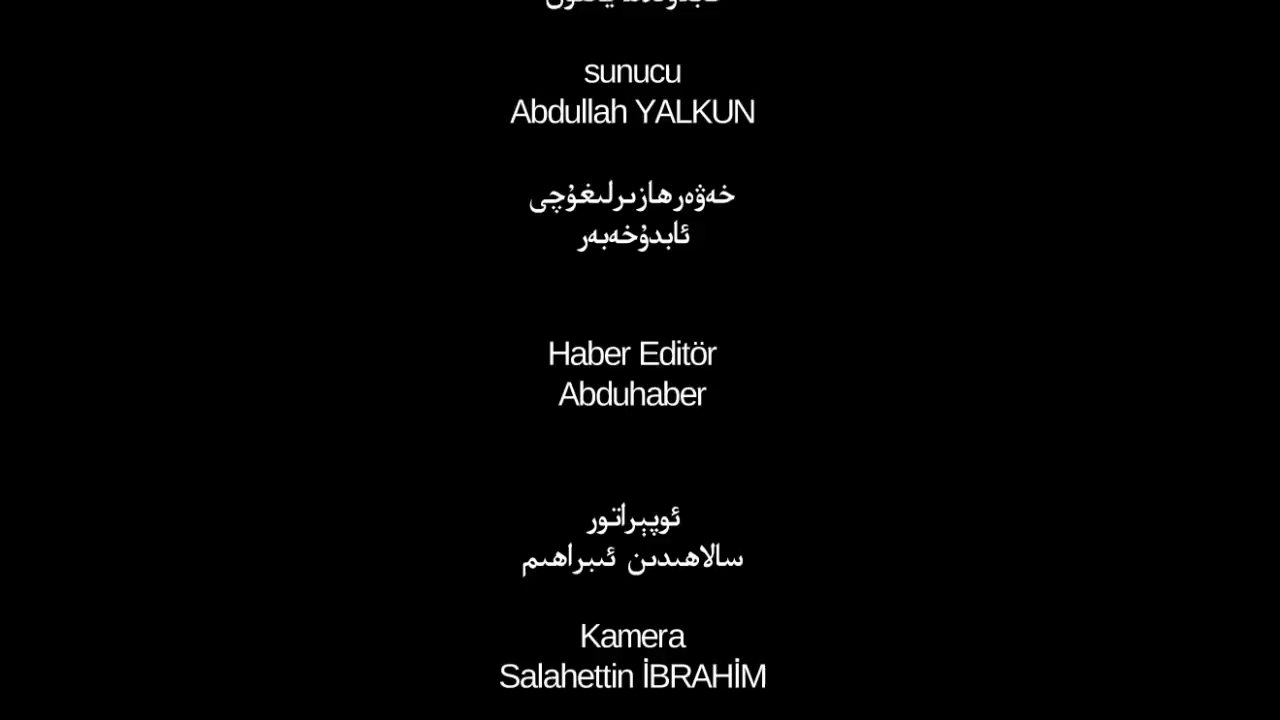 sunucu
Abdullah YALKUN
خەۋەرھازىرلىغۇچى
ئابدۇخەبەر
Haber Editör
Abduhaber
ئوپېراتور
سالاھىدىن ئىبراھىم
Kamera
Salahettin İBRAHİM